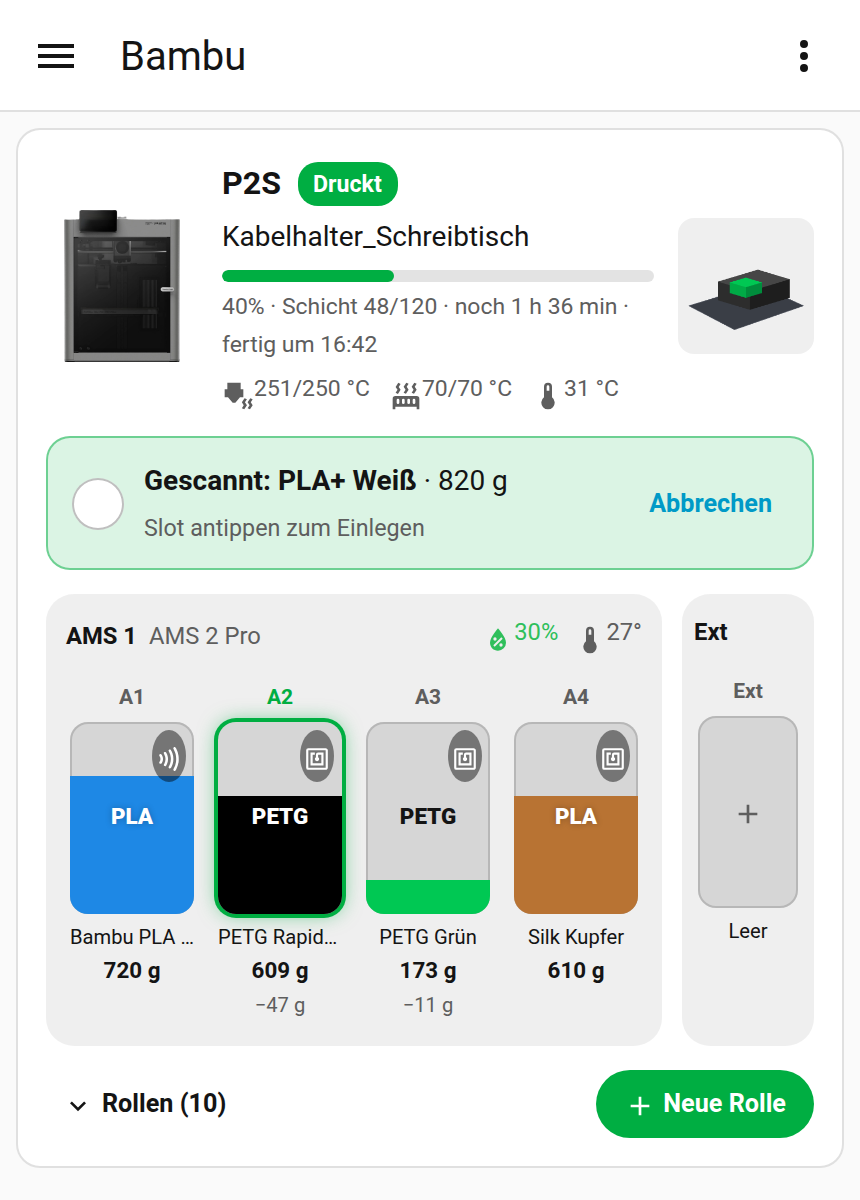 Bambu
P2S Druckt
Kabelhalter_Schreibtisch
40% · Schicht 48/120 · noch 1 h 36 min ·
fertig um 16:42
251/250 °C 70/70 °C 31 °C
Gescannt: PLA+ Weiß · 820 g
Slot antippen zum Einlegen
Abbrechen
AMS 1 AMS 2 Pro 30% 27°
A1 A2 A3 A4
PLA PETG PETG PLA
Bambu PLA ... PETG Rapid... PETG Grün Silk Kupfer
720 g 609 g 173 g 610 g
−47 g −11 g
Ext
Ext
+
Leer
Rollen (10)
+ Neue Rolle